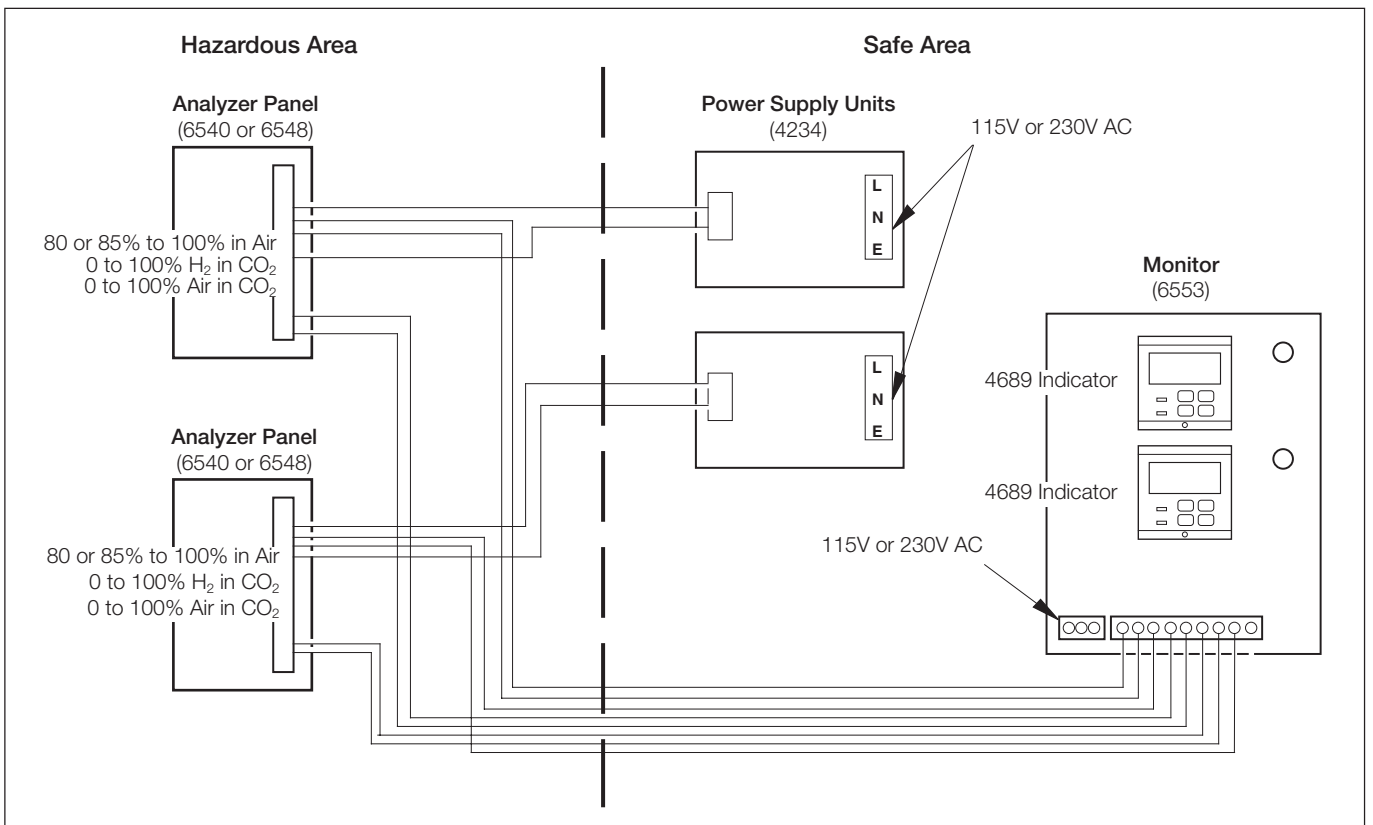 Hazardous Area
Safe Area
Analyzer Panel
(6540 or 6548)
80 or 85% to 100% in Air
0 to 100% H₂ in CO₂
0 to 100% Air in CO₂
Power Supply Units
(4234)
115V or 230V AC
L
N
E
Monitor
(6553)
4689 Indicator
4689 Indicator
115V or 230V AC
L
N
E
Analyzer Panel
(6540 or 6548)
80 or 85% to 100% in Air
0 to 100% H₂ in CO₂
0 to 100% Air in CO₂